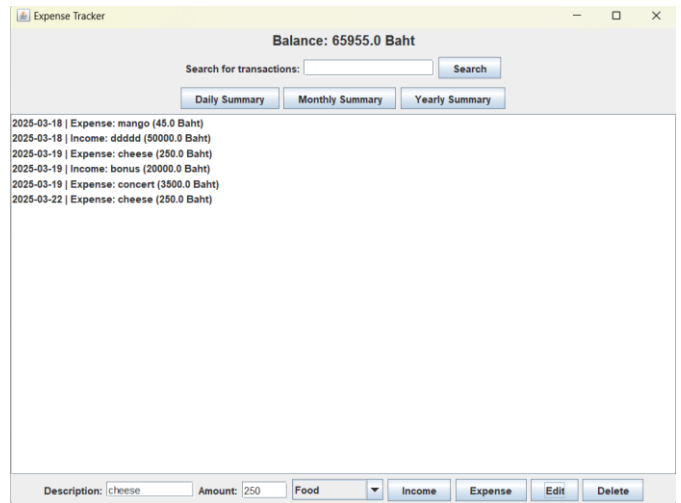 Expense Tracker
Balance: 65955.0 Baht
Search for transactions: Search
Daily Summary Monthly Summary Yearly Summary
2025-03-18 | Expense: mango (45.0 Baht)
2025-03-18 | Income: ddddd (50000.0 Baht)
2025-03-19 | Expense: cheese (250.0 Baht)
2025-03-19 | Income: bonus (20000.0 Baht)
2025-03-19 | Expense: concert (3500.0 Baht)
2025-03-22 | Expense: cheese (250.0 Baht)
Description: cheese Amount: 250 Food Income Expense Edit Delete